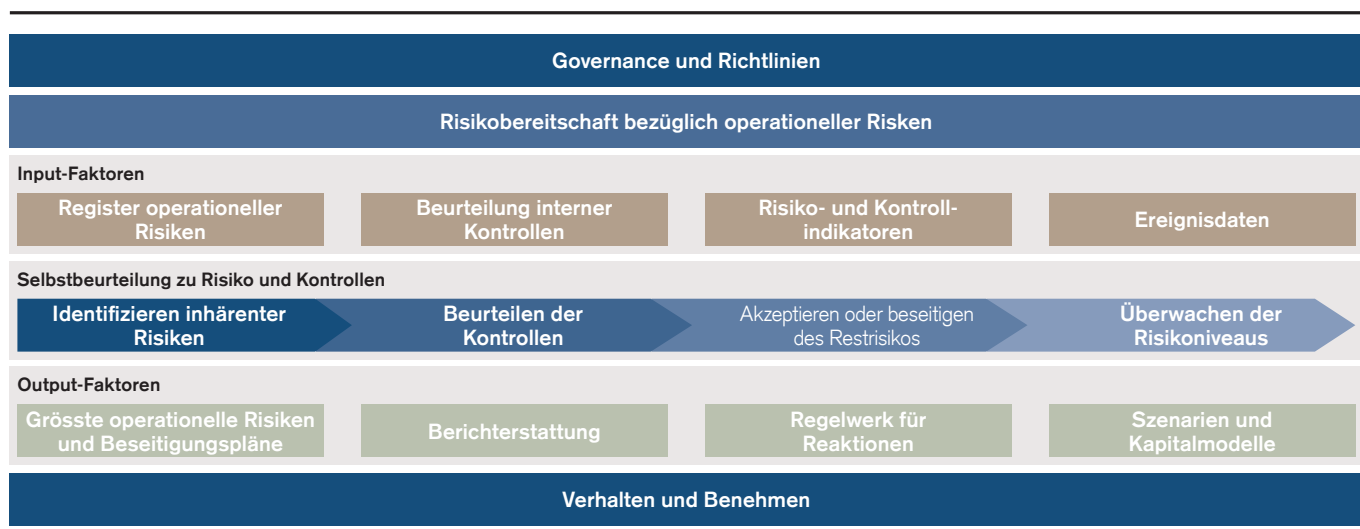 Governance und Richtlinien
Risikobereitschaft bezüglich operationeller Risken
Input-Faktoren
Register operationeller
Risiken
Beurteilung interner
Kontrollen
Risiko- und Kontroll-
indikatoren
Ereignisdaten
Selbstbeurteilung zu Risiko und Kontrollen
Identifizieren inhärenter
Risiken
Beurteilen der
Kontrollen
Akzeptieren oder beseitigen
des Restrisikos
Überwachen der
Risikoniveaus
Output-Faktoren
Grösste operationelle Risiken
und Beseitigungspläne
Berichterstattung
Regelwerk für
Reaktionen
Szenarien und
Kapitalmodelle
Verhalten und Benehmen